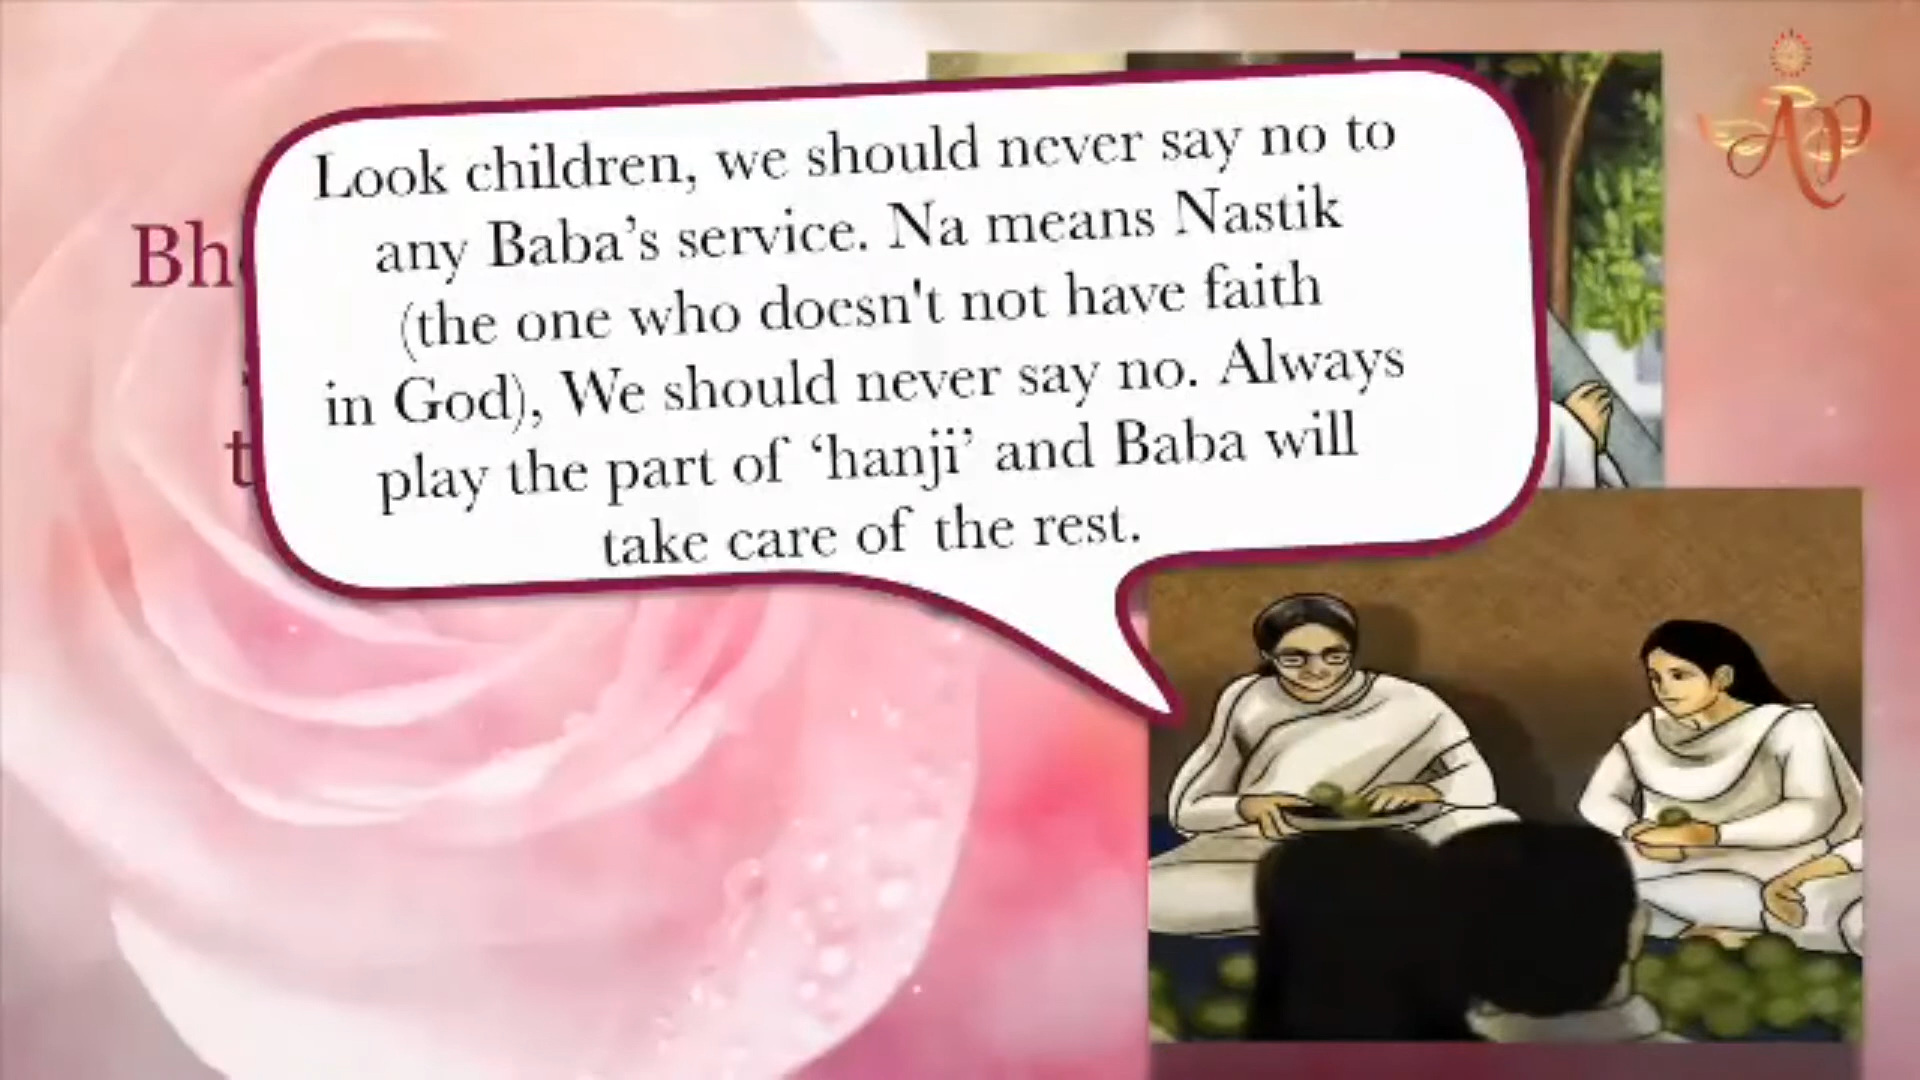 Look children, we should never say no to
any Baba's service. Na means Nastik
(the one who doesn't not have faith
in God), We should never say no. Always
play the part of ‘hanji’ and Baba will
take care of the rest.
AP